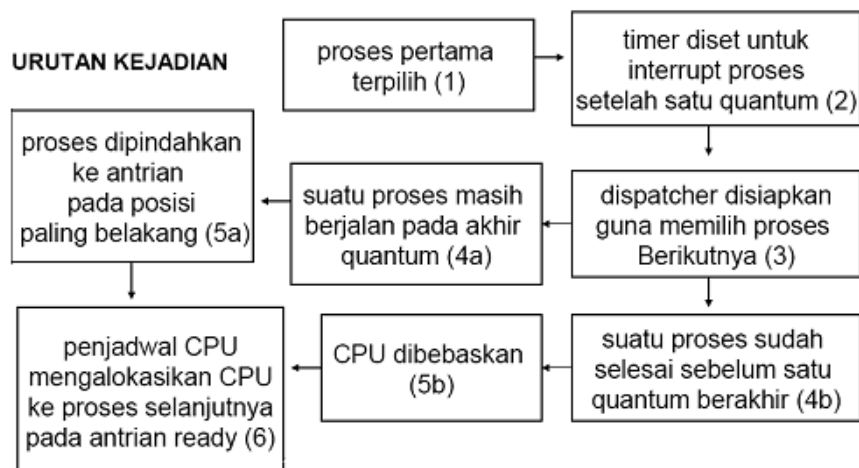 URUTAN KEJADIAN
proses pertama
terpilih (1)
timer diset untuk
interrupt proses
setelah satu quantum (2)
dispatcher disiapkan
guna memilih proses
Berikutnya (3)
suatu proses masih
berjalan pada akhir
quantum (4a)
proses dipindahkan
ke antrian
pada posisi
paling belakang (5a)
suatu proses sudah
selesai sebelum satu
quantum berakhir (4b)
CPU dibebaskan
(5b)
penjadwal CPU
mengalokasikan CPU
ke proses selanjutnya
pada antrian ready (6)